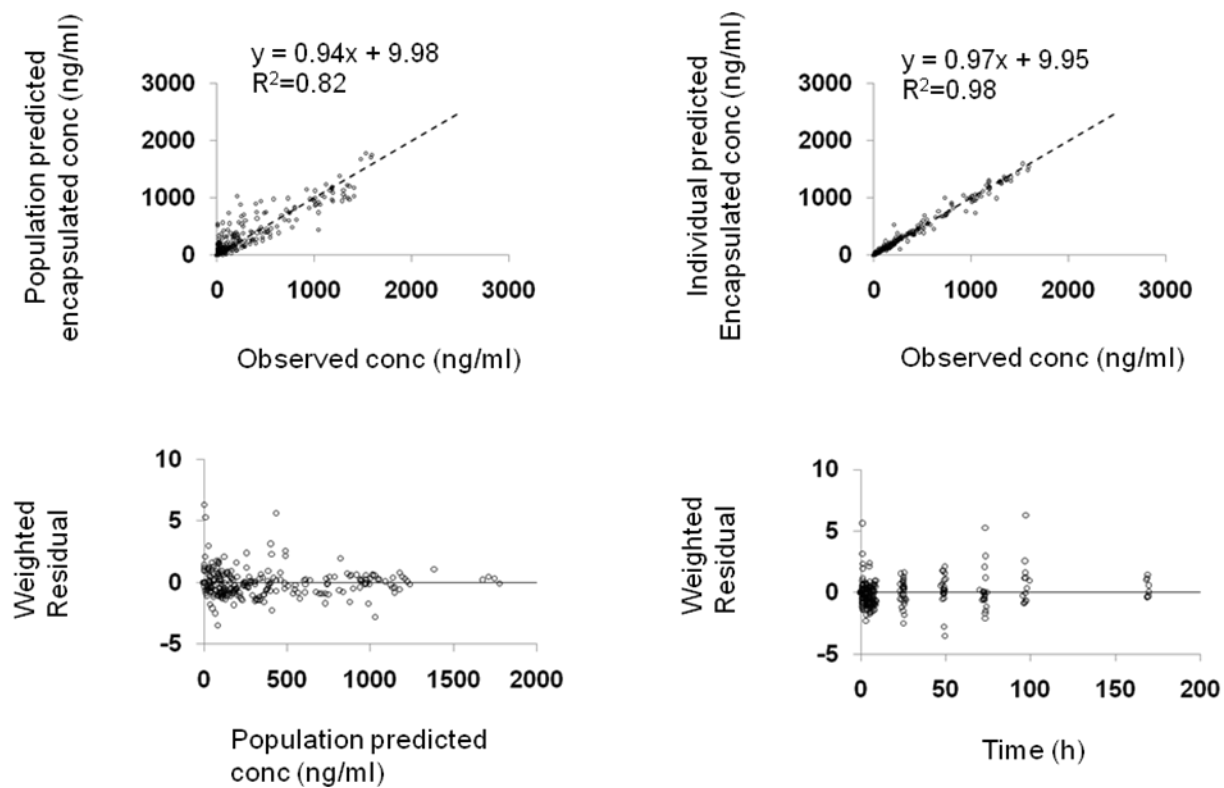 y = 0.94x + 9.98
R²=0.82
3000
2000
1000
0
0 1000 2000 3000
Population predicted
encapsulated conc (ng/ml)
Observed conc (ng/ml)
y = 0.97x + 9.95
R²=0.98
3000
2000
1000
0
0 1000 2000 3000
Individual predicted
Encapsulated conc (ng/ml)
Observed conc (ng/ml)
10
5
0
-5
0 500 1000 1500 2000
Weighted
Residual
Population predicted
conc (ng/ml)
10
5
0
-5
0 50 100 150 200
Weighted
Residual
Time (h)